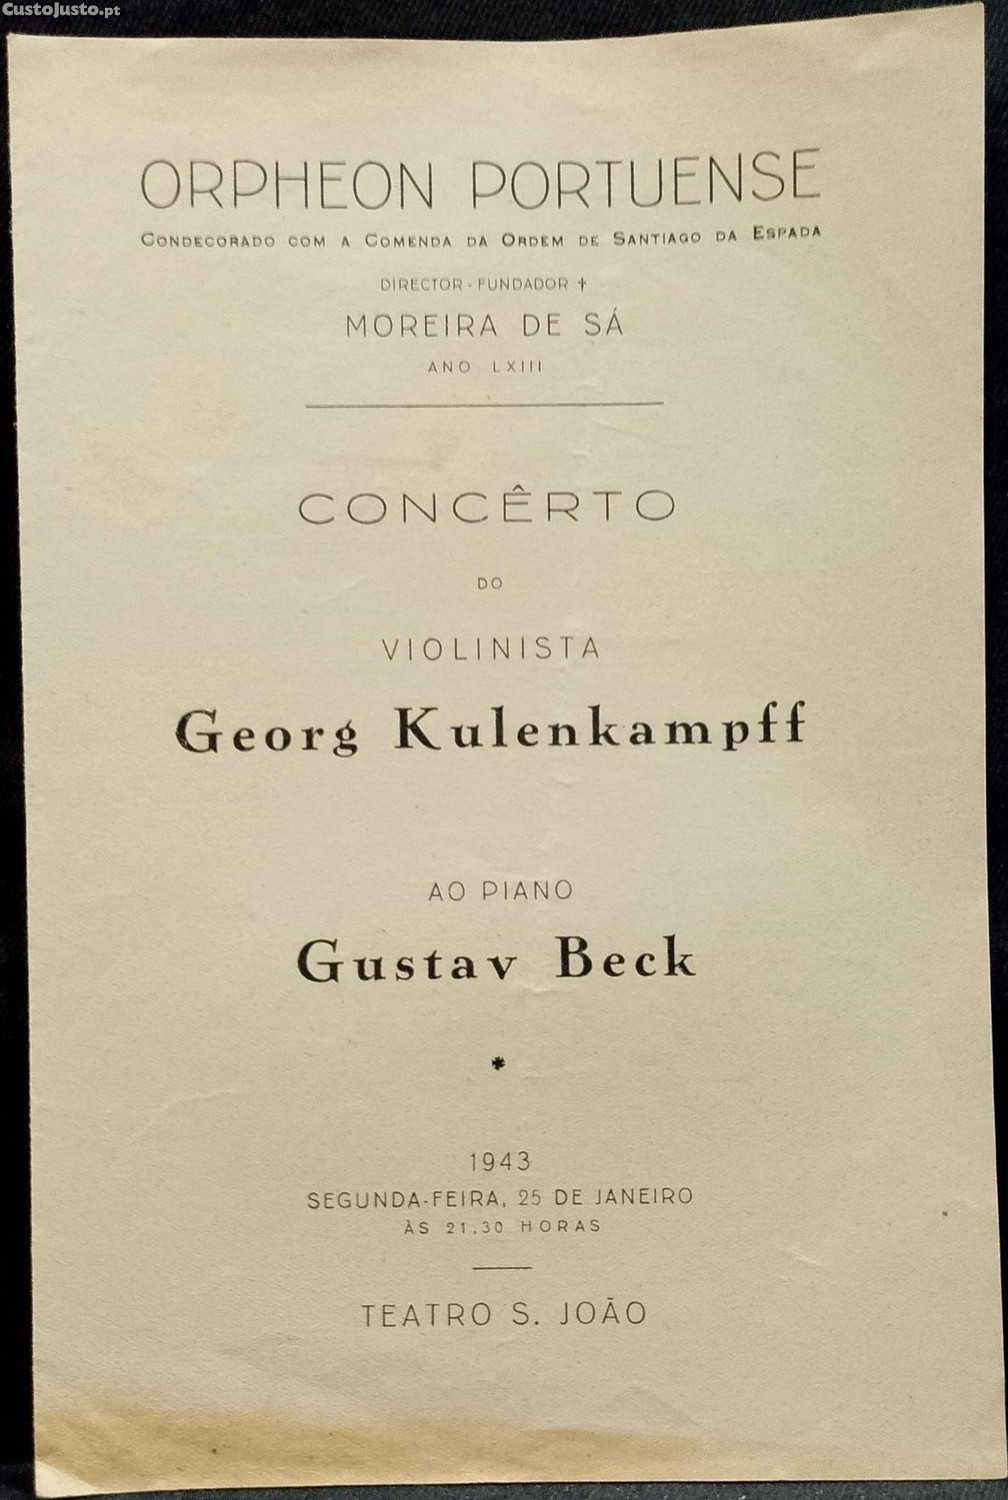 CustoJusto.pt
ORPHEON PORTUENSE
CONDECORADO COM A COMENDA DA ORDEM DE SANTIAGO DA ESPADA
DIRECTOR - FUNDADOR †
MOREIRA DE SÁ
ANO LXIII
CONCÊRTO
DO
VIOLINISTA
Georg Kulenkampff
AO PIANO
Gustav Beck
*
1943
SEGUNDA-FEIRA, 25 DE JANEIRO
ÀS 21,30 HORAS
TEATRO S. JOÃO